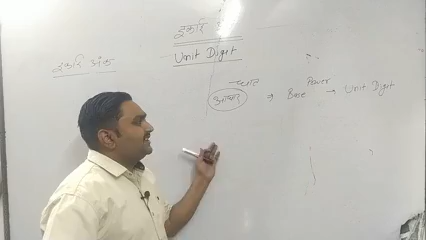 इकाई
Unit Digit
इकाई अंक
घात Power
आधार → Base → Unit Digit